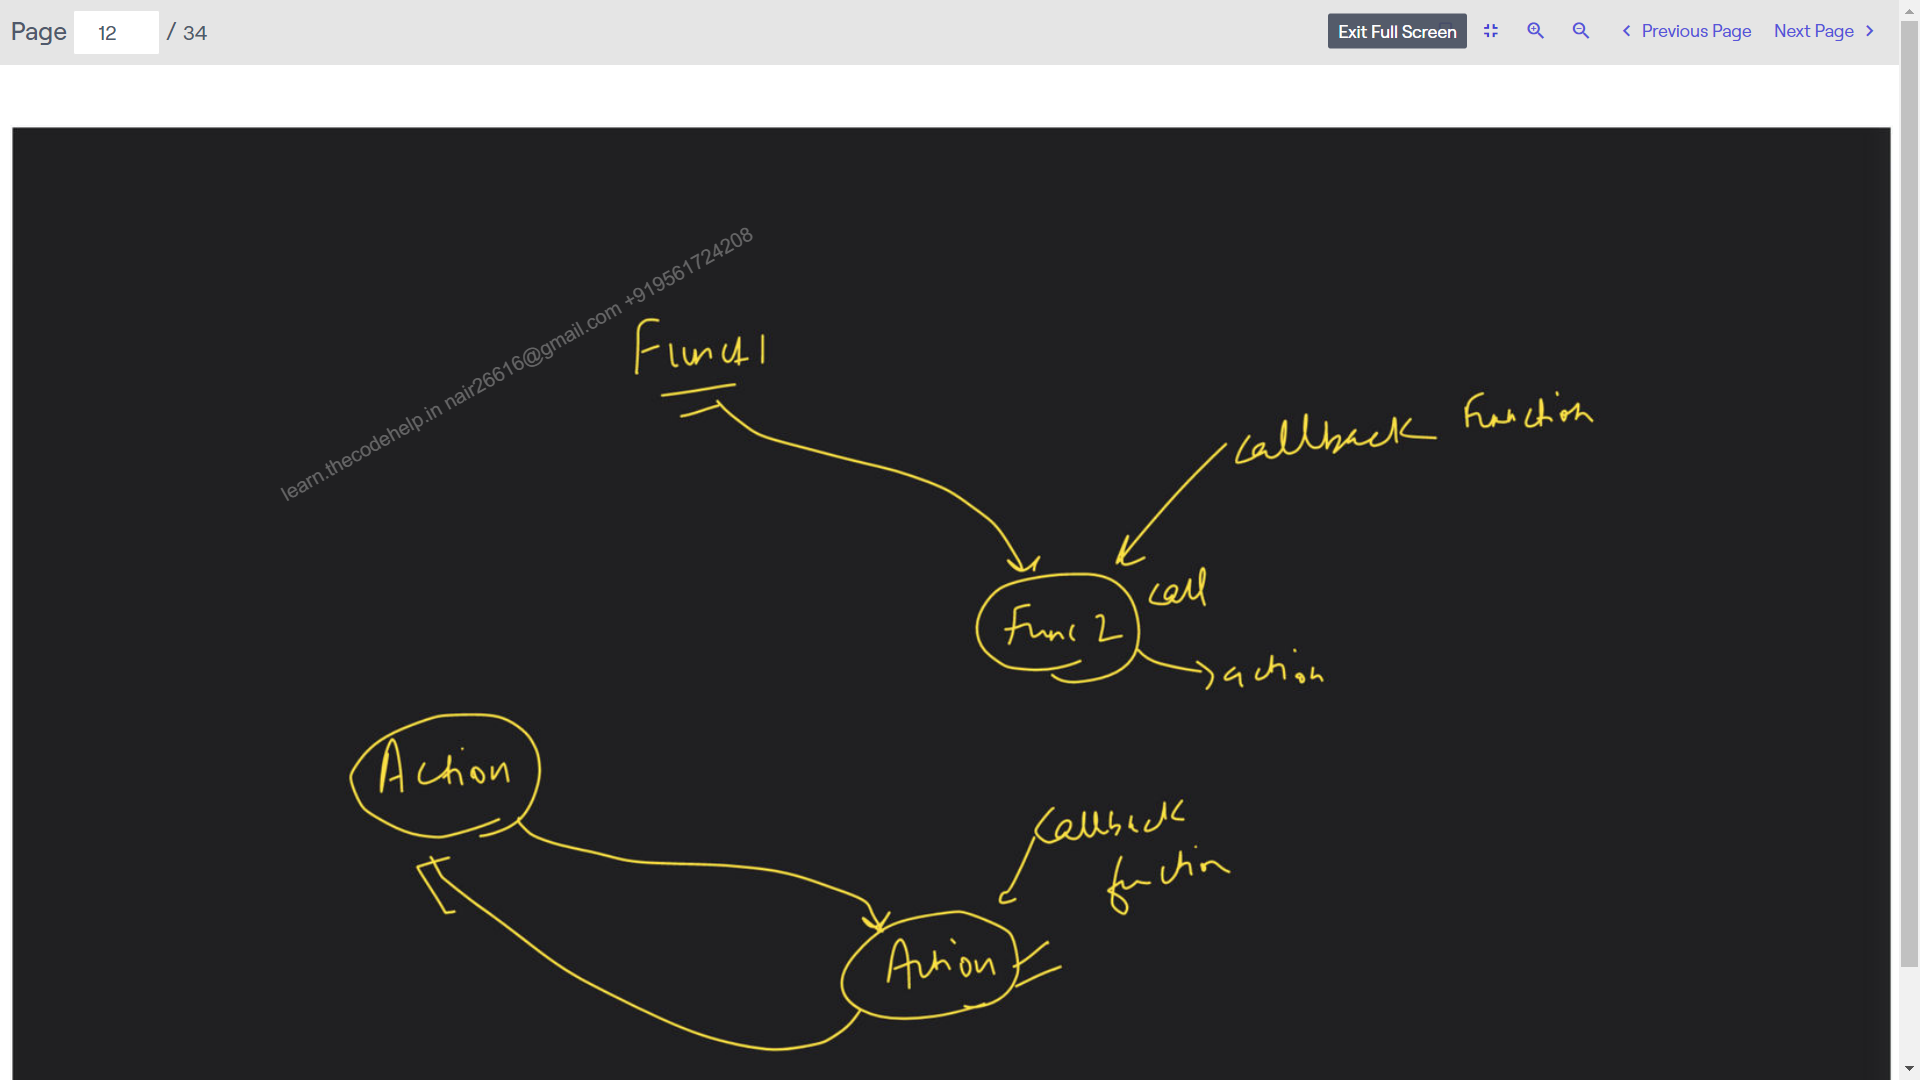 Page 12 / 34 Exit Full Screen Previous Page Next Page
learn.thecodehelp.in nair26616@gmail.com +919561724208
Func1
callback Function
call
Func 2
action
Action
Callback
function
Action